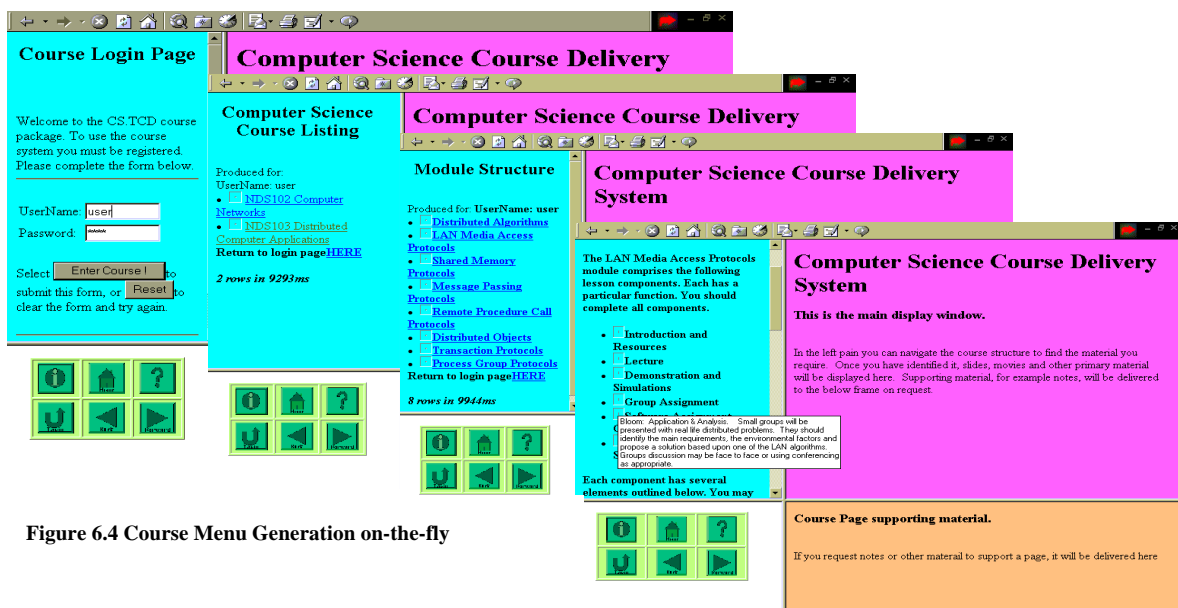 Course Login Page
Welcome to the CS.TCD course
package. To use the course
system you must be registered.
Please complete the form below.
UserName: user
Password: ****
Select Enter Course ! to
submit this form, or Reset to
clear the form and try again.
Computer Science Course Delivery
Computer Science
Course Listing
Produced for:
UserName: user
• NDS102 Computer
Networks
• NDS103 Distributed
Computer Applications
Return to login pageHERE
2 rows in 9293ms
Computer Science Course Delivery
Module Structure
Produced for: UserName: user
• Distributed Algorithms
• LAN Media Access
Protocols
• Shared Memory
Protocols
• Message Passing
Protocols
• Remote Procedure Call
Protocols
• Distributed Objects
• Transaction Protocols
• Process Group Protocols
Return to login pageHERE
8 rows in 9944ms
Computer Science Course Delivery
System
The LAN Media Access Protocols
module comprises the following
lesson components. Each has a
particular function. You should
complete all components.
• Introduction and
Resources
• Lecture
• Demonstration and
Simulations
• Group Assignment
Bloom: Application & Analysis. Small groups will be
presented with real life distributed problems. They should
identify the main requirements, the environmental factors and
propose a solution based upon one of the LAN algorithms.
Groups discussion may be face to face or using conferencing
as appropriate.
Each component has several
elements outlined below. You may
Computer Science Course Delivery
System
This is the main display window.
In the left pain you can navigate the course structure to find the material you
require. Once you have identified it, slides, movies and other primary material
will be displayed here. Supporting material, for example notes, will be delivered
to the below frame on request.
Course Page supporting material.
If you request notes or other materail to support a page, it will be delivered here
Figure 6.4 Course Menu Generation on-the-fly